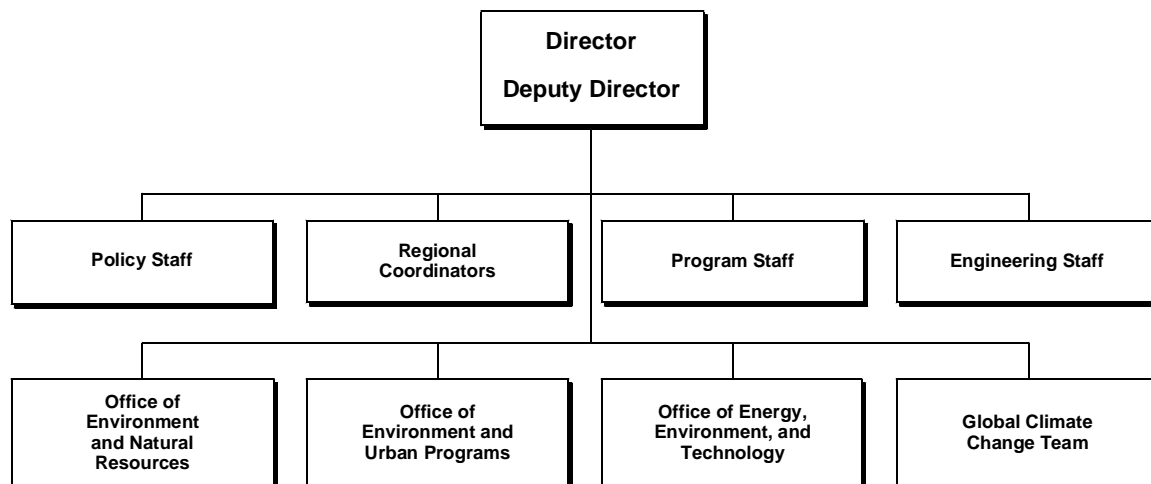 Director
Deputy Director
Policy Staff
Regional
Coordinators
Program Staff
Engineering Staff
Office of
Environment
and Natural
Resources
Office of
Environment and
Urban Programs
Office of Energy,
Environment, and
Technology
Global Climate
Change Team